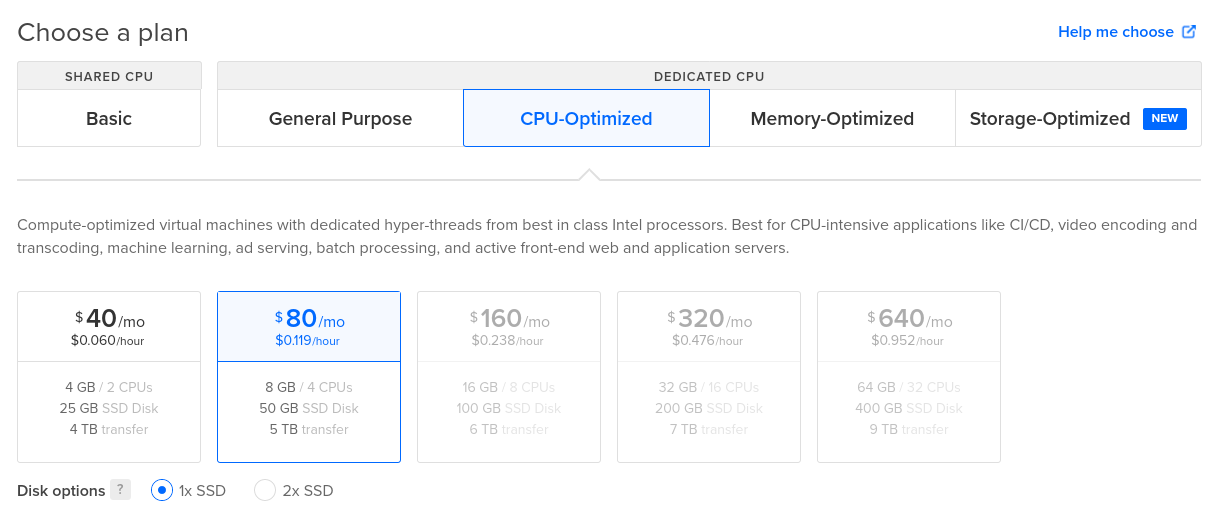 Choose a plan
Help me choose
SHARED CPU
DEDICATED CPU
Basic
General Purpose
CPU-Optimized
Memory-Optimized
Storage-Optimized NEW
Compute-optimized virtual machines with dedicated hyper-threads from best in class Intel processors. Best for CPU-intensive applications like CI/CD, video encoding and
transcoding, machine learning, ad serving, batch processing, and active front-end web and application servers.
$40/mo
$0.060/hour
4 GB / 2 CPUs
25 GB SSD Disk
4 TB transfer
$80/mo
$0.119/hour
8 GB / 4 CPUs
50 GB SSD Disk
5 TB transfer
$160/mo
$0.238/hour
16 GB / 8 CPUs
100 GB SSD Disk
6 TB transfer
$320/mo
$0.476/hour
32 GB / 16 CPUs
200 GB SSD Disk
7 TB transfer
$640/mo
$0.952/hour
64 GB / 32 CPUs
400 GB SSD Disk
9 TB transfer
Disk options ? 1x SSD 2x SSD